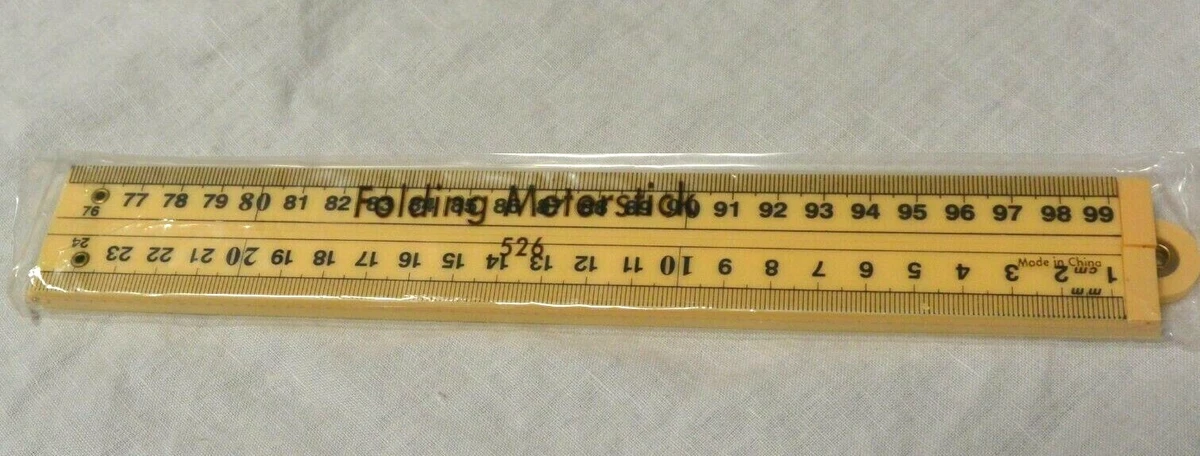 Folding Meterstick
76 77 78 79 80 81 82 83 84 85 86 87 88 89 90 91 92 93 94 95 96 97 98 99
526
24 23 22 21 20 19 18 17 16 15 14 13 12 11 10 9 8 7 6 5 4 3 2 1
Made in China
cm
mm